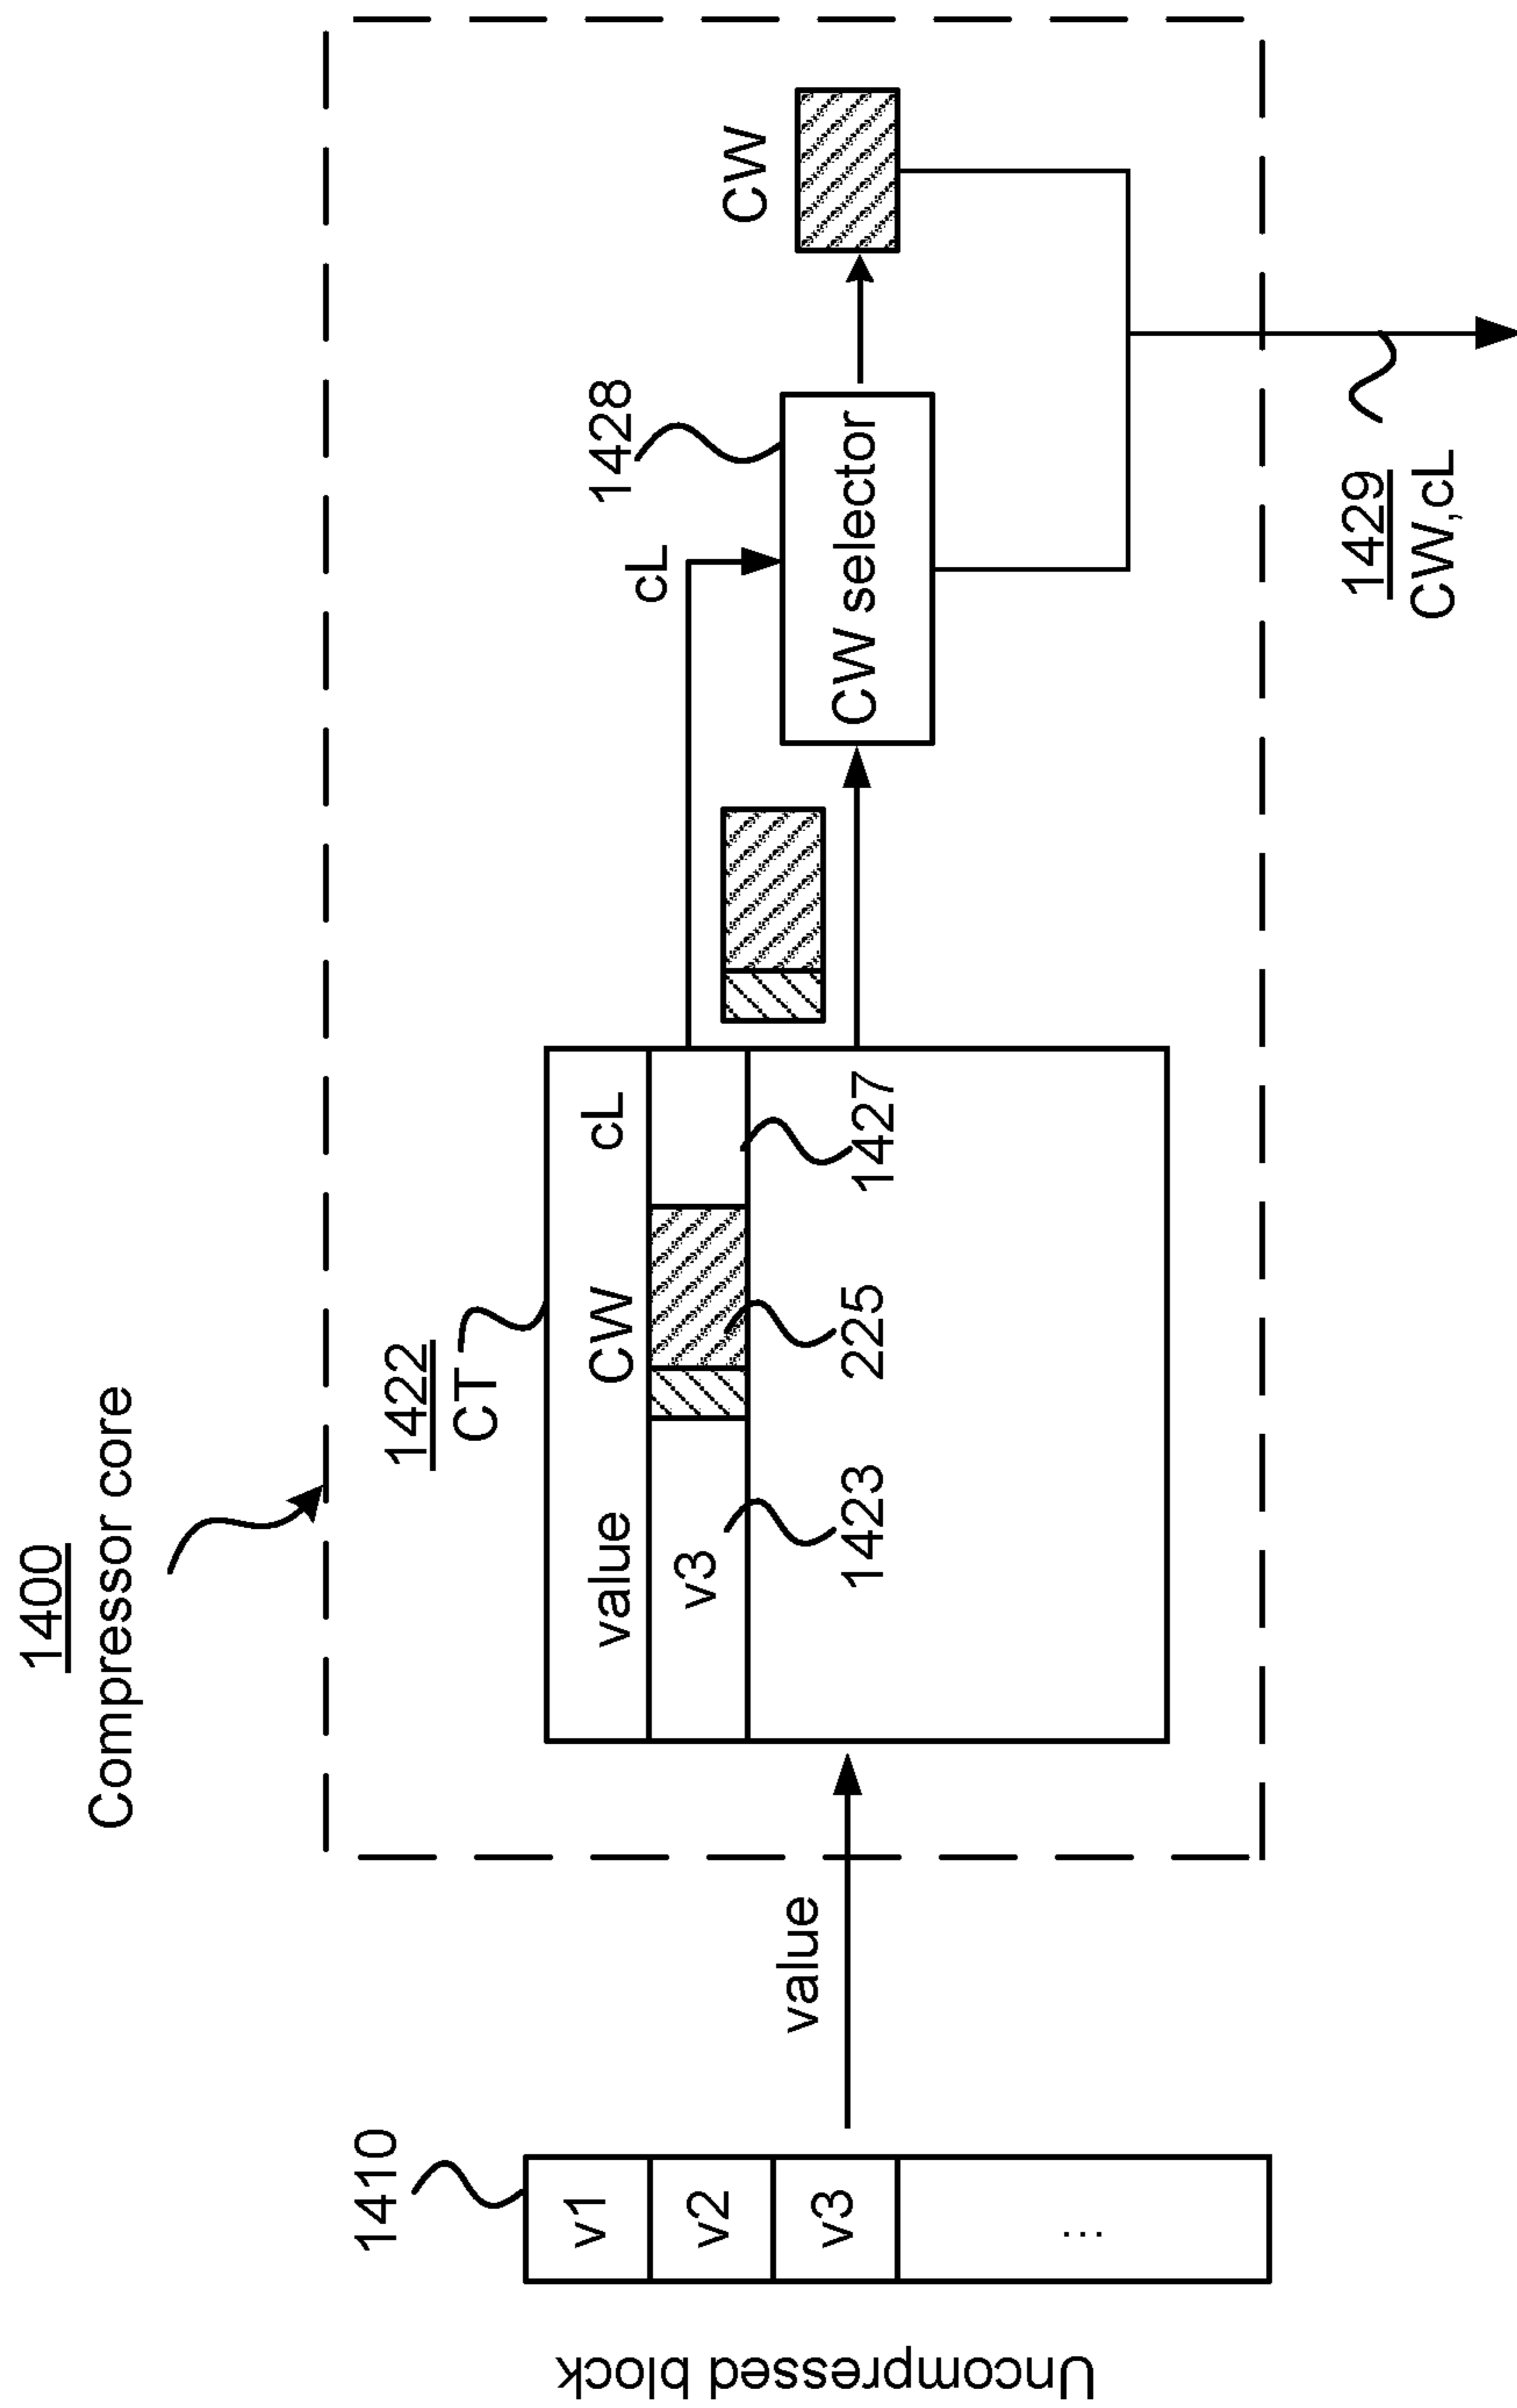 1400
Compressor core
1410
v1
v2
v3
...
Uncompressed block
value
1422
CT
value CW cL
v3
1423
225
1427
cL
1428
CW selector
CW
1429
CW,cL